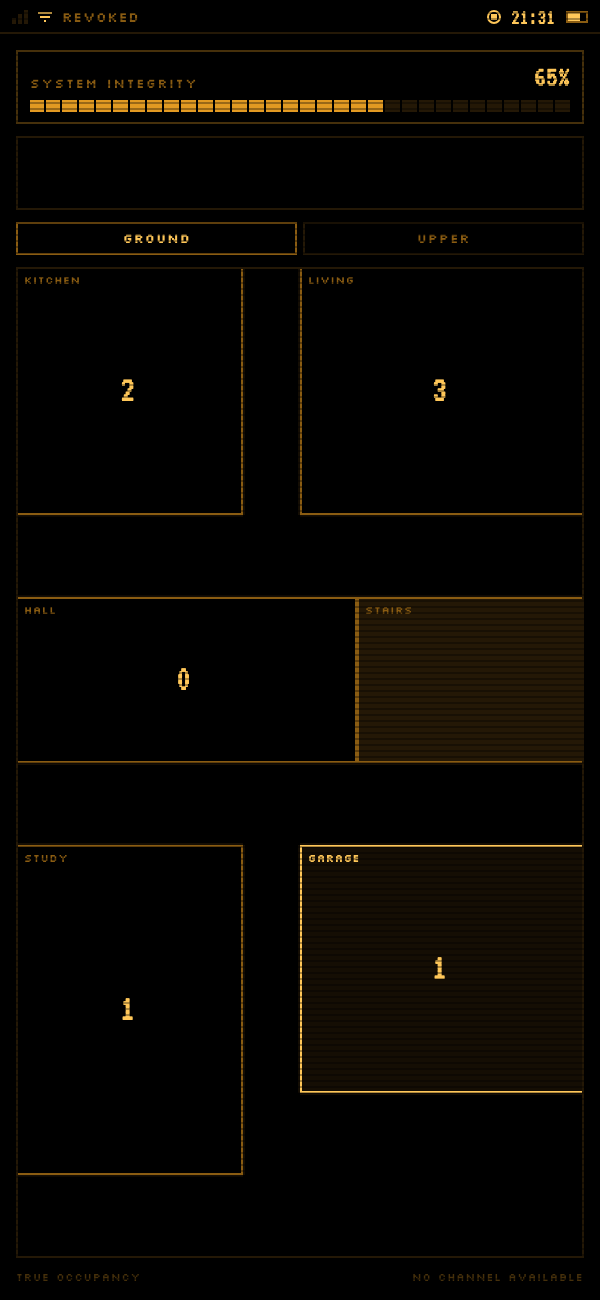 REVOKED 21:31
SYSTEM INTEGRITY 65%
GROUND UPPER
KITCHEN LIVING
2 3
HALL STAIRS
0
STUDY GARAGE
1
1
TRUE OCCUPANCY NO CHANNEL AVAILABLE